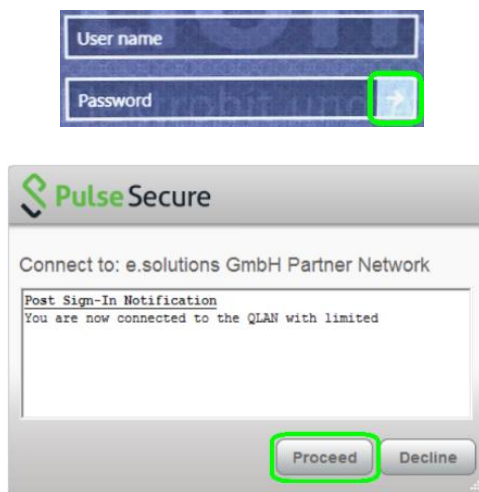 User name
Password
Pulse Secure
Connect to: e.solutions GmbH Partner Network
Post Sign-In Notification
You are now connected to the QLAN with limited
Proceed Decline